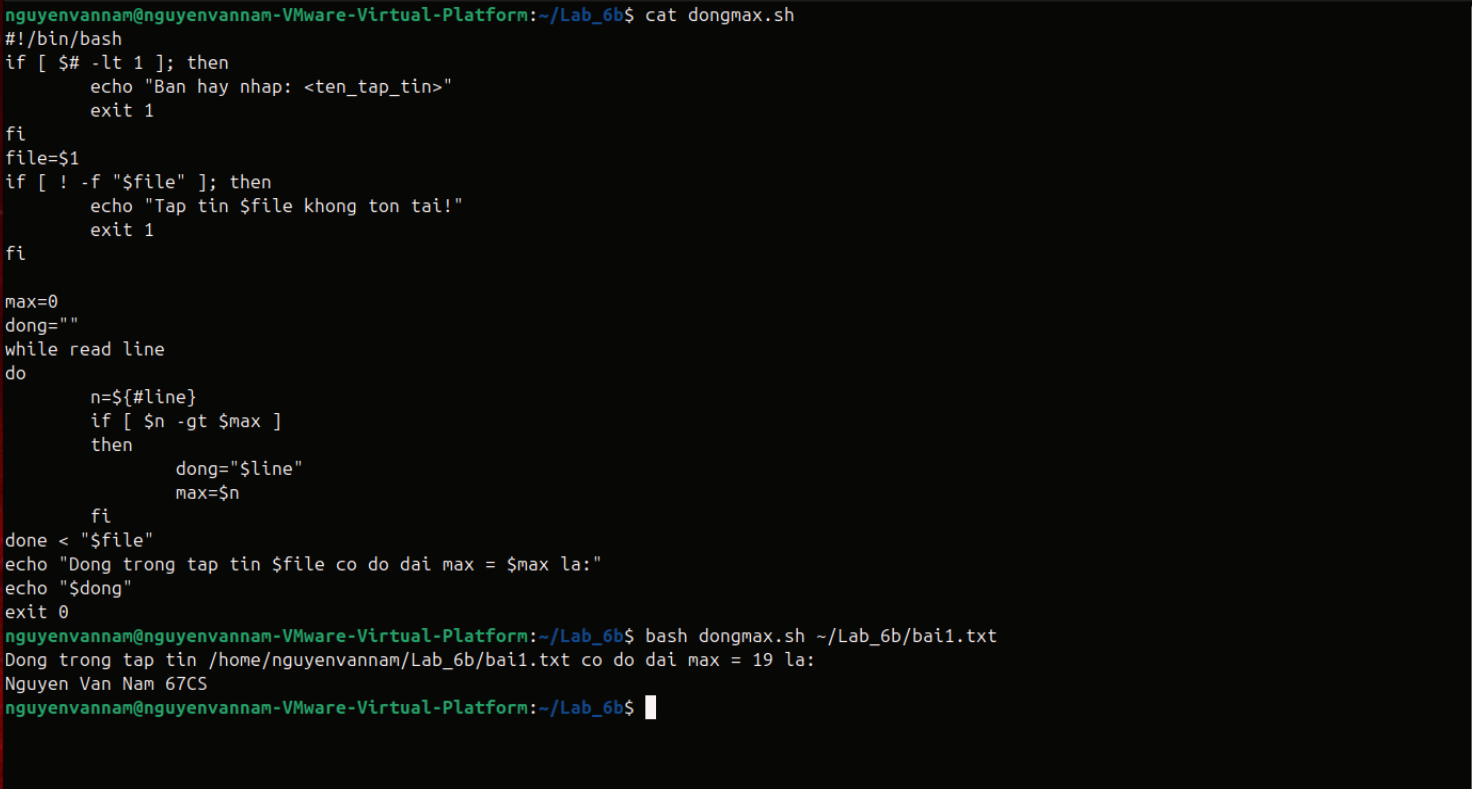 nguyenvannam@nguyenvannam-VMware-Virtual-Platform:~/Lab_6b$ cat dongmax.sh
#!/bin/bash
if [ $# -lt 1 ]; then
        echo "Ban hay nhap: <ten_tap_tin>"
        exit 1
fi
file=$1
if [ ! -f "$file" ]; then
        echo "Tap tin $file khong ton tai!"
        exit 1
fi

max=0
dong=""
while read line
do
        n=${#line}
        if [ $n -gt $max ]
        then
                dong="$line"
                max=$n
        fi
done < "$file"
echo "Dong trong tap tin $file co do dai max = $max la:"
echo "$dong"
exit 0
nguyenvannam@nguyenvannam-VMware-Virtual-Platform:~/Lab_6b$ bash dongmax.sh ~/Lab_6b/bai1.txt
Dong trong tap tin /home/nguyenvannam/Lab_6b/bai1.txt co do dai max = 19 la:
Nguyen Van Nam 67CS
nguyenvannam@nguyenvannam-VMware-Virtual-Platform:~/Lab_6b$